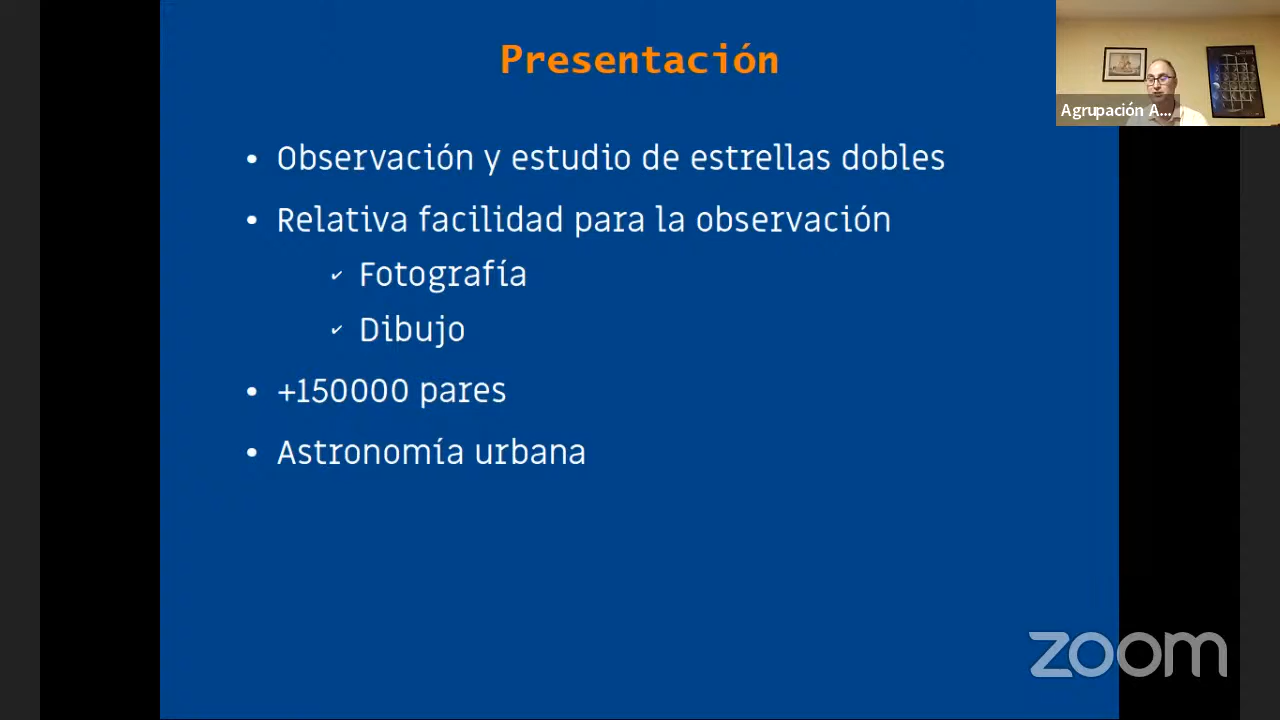 Presentación
Agrupación A...
• Observación y estudio de estrellas dobles
• Relativa facilidad para la observación
✓ Fotografía
✓ Dibujo
• +150000 pares
• Astronomía urbana
zoom